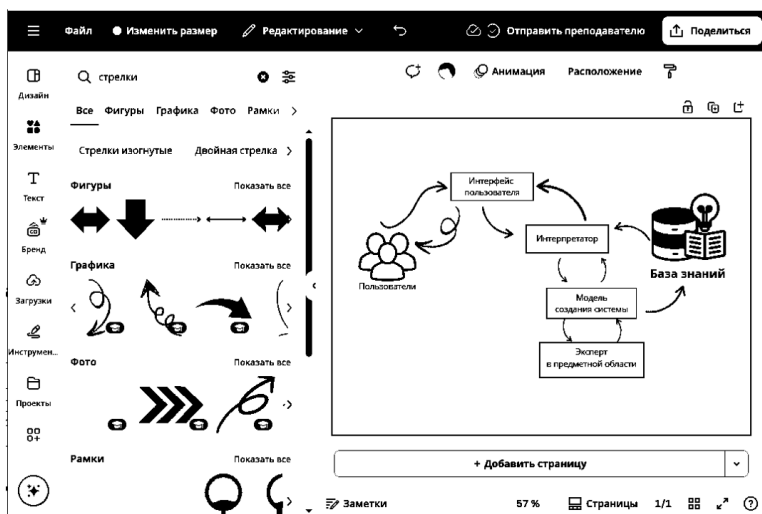 Файл
Изменить размер
Редактирование
Отправить преподавателю
Поделиться
Дизайн
Элементы
Текст
Бренд
Загрузки
Инструмен...
Проекты
стрелки
Все Фигуры Графика Фото Рамки
Стрелки изогнутые Двойная стрелка
Фигуры Показать все
Графика Показать все
Фото Показать все
Рамки Показать все
Анимация Расположение
Интерфейс
пользователя
Интерпретатор
Пользователи
База знаний
Модель
создания системы
Эксперт
в предметной области
+ Добавить страницу
Заметки 57 % Страницы 1/1